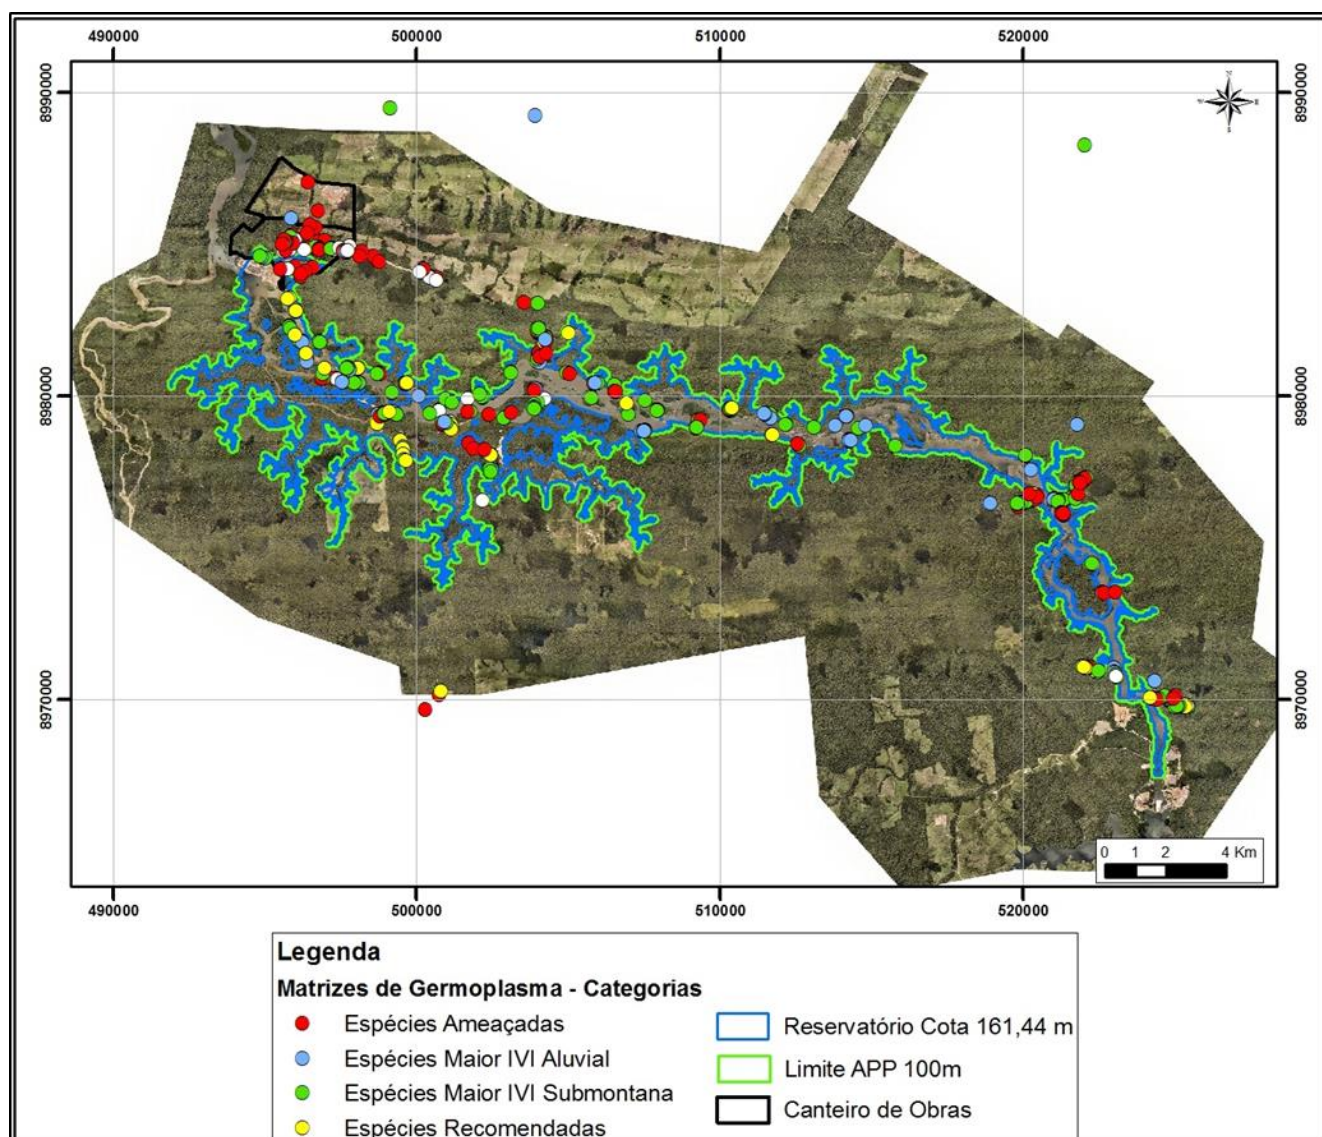 490000 500000 510000 520000
8990000 8990000
8980000 8980000
8970000 8970000
0 1 2 4 Km
490000 500000 510000 520000
Legenda
Matrizes de Germoplasma - Categorias
Espécies Ameaçadas
Espécies Maior IVI Aluvial
Espécies Maior IVI Submontana
Espécies Recomendadas
Reservatório Cota 161,44 m
Limite APP 100m
Canteiro de Obras